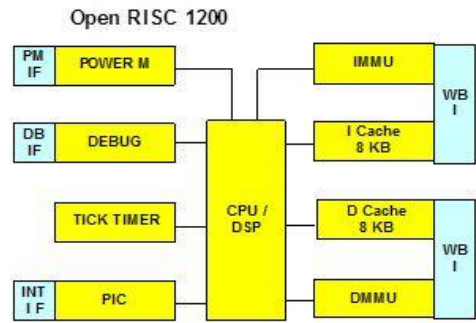 Open RISC 1200
PM
IF
POWER M
IMMU
WB
I
DB
IF
DEBUG
I Cache
8 KB
TICK TIMER
CPU /
DSP
D Cache
8 KB
WB
I
INT
I F
PIC
DMMU